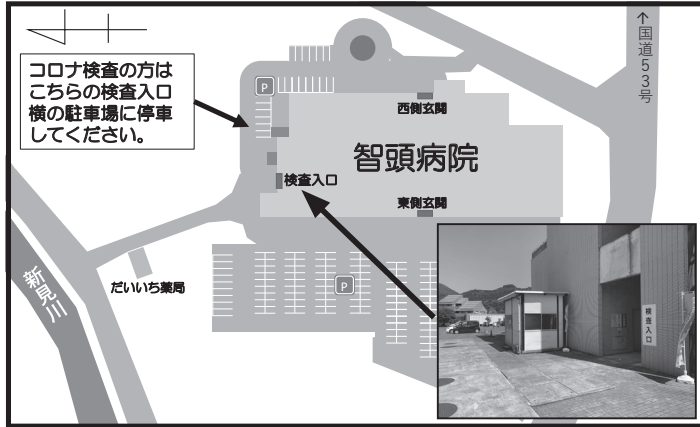 コロナ検査の方は
こちらの検査入口
横の駐車場に停車
してください。
P
↑国道53号
西側玄関
智頭病院
検査入口
東側玄関
だいいち薬局
新見川
P
検査入口